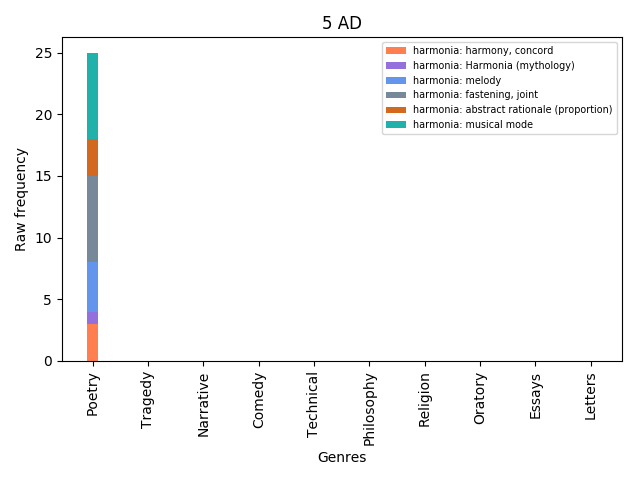 5 AD
harmonia: harmony, concord
harmonia: Harmonia (mythology)
harmonia: melody
harmonia: fastening, joint
harmonia: abstract rationale (proportion)
harmonia: musical mode
Raw frequency
25
20
15
10
5
0
Poetry
Tragedy
Narrative
Comedy
Technical
Philosophy
Religion
Oratory
Essays
Letters
Genres